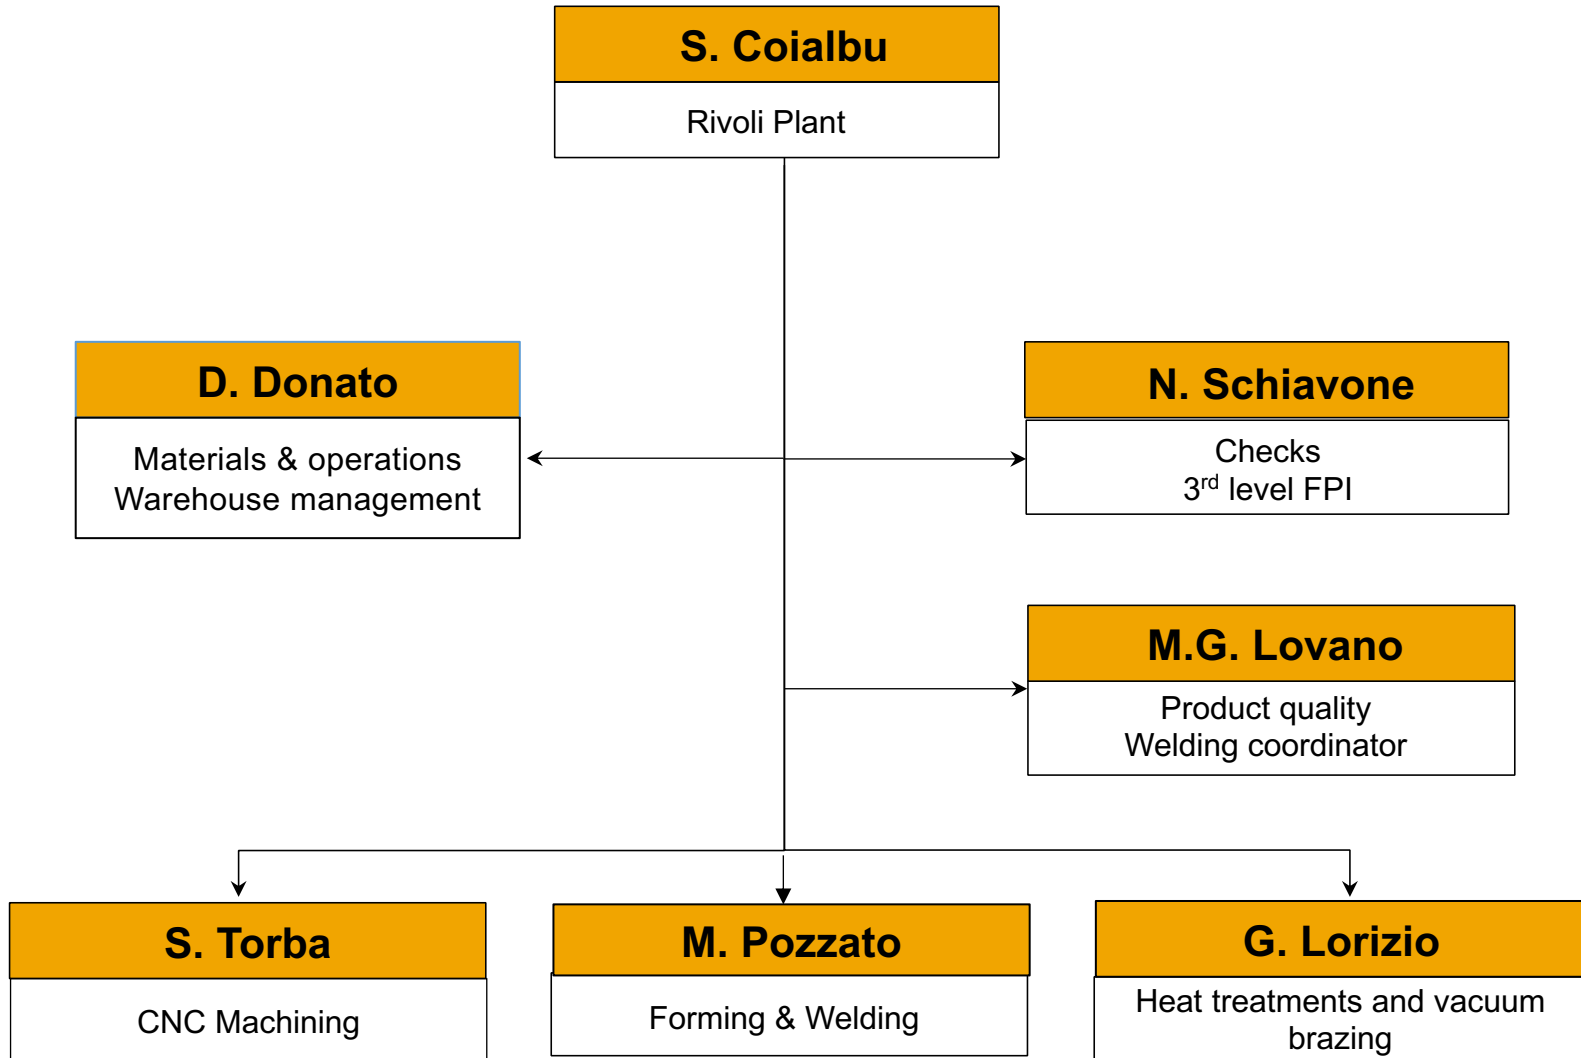 S. Coialbu
Rivoli Plant
D. Donato
Materials & operations
Warehouse management
N. Schiavone
Checks
3rd level FPI
M.G. Lovano
Product quality
Welding coordinator
S. Torba
CNC Machining
M. Pozzato
Forming & Welding
G. Lorizio
Heat treatments and vacuum
brazing